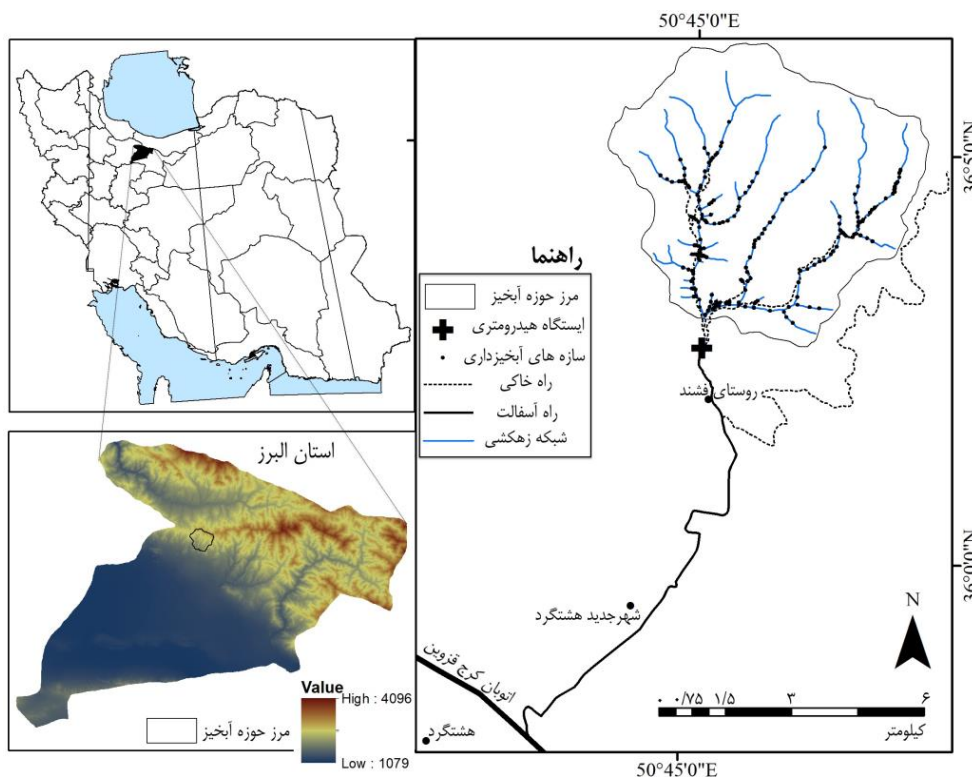 50°45'0"E
36°5'0"N
راهنما
مرز حوزه آبخیز
ایستگاه هیدرومتری
سازه های آبخیزداری
راه خاکی
راه آسفالت
شبکه زهکشی
روستای فشند
36°0'0"N
شهرجدید هشتگرد
N
اتوبان کرج قزوین
۰ ۰/۷۵ ۱/۵ ۳ ۶
کیلومتر
هشتگرد
50°45'0"E
استان البرز
Value
High : 4096
Low : 1079
مرز حوزه آبخیز